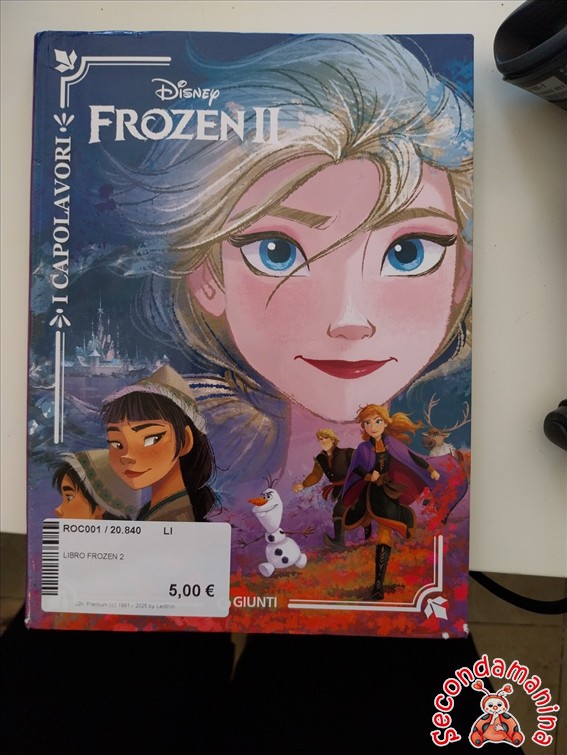 Disney
FROZEN II
I CAPOLAVORI
ROC001 / 20.840 LI
LIBRO FROZEN 2
5,00 €
GIUNTI
Secondamanina